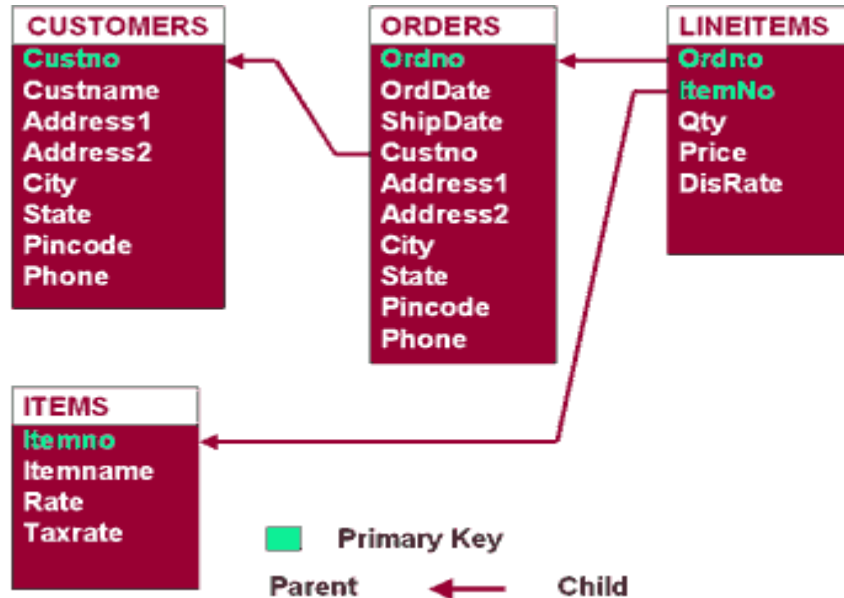 CUSTOMERS
Custno
Custname
Address1
Address2
City
State
Pincode
Phone
ORDERS
Ordno
OrdDate
ShipDate
Custno
Address1
Address2
City
State
Pincode
Phone
LINEITEMS
Ordno
ItemNo
Qty
Price
DisRate
ITEMS
Itemno
Itemname
Rate
Taxrate
Primary Key
Parent
Child